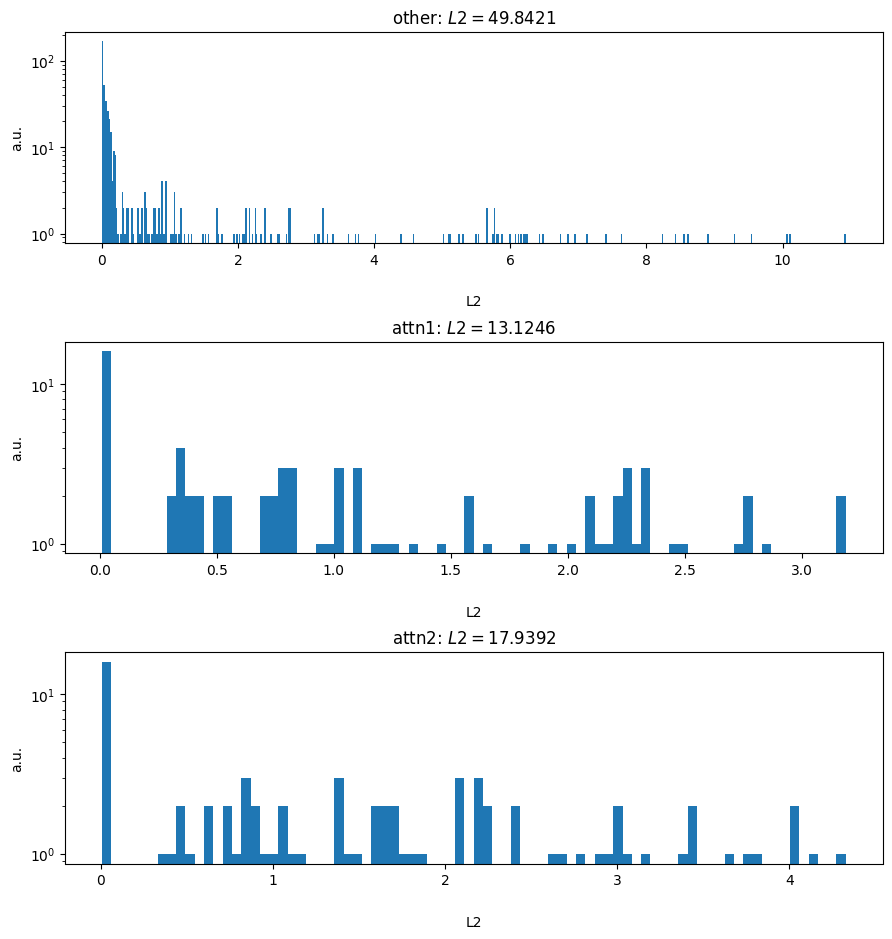 other: L2 = 49.8421
a.u.
10²
10¹
10⁰
0 2 4 6 8 10
L2
attn1: L2 = 13.1246
a.u.
10¹
10⁰
0.0 0.5 1.0 1.5 2.0 2.5 3.0
L2
attn2: L2 = 17.9392
a.u.
10¹
10⁰
0 1 2 3 4
L2